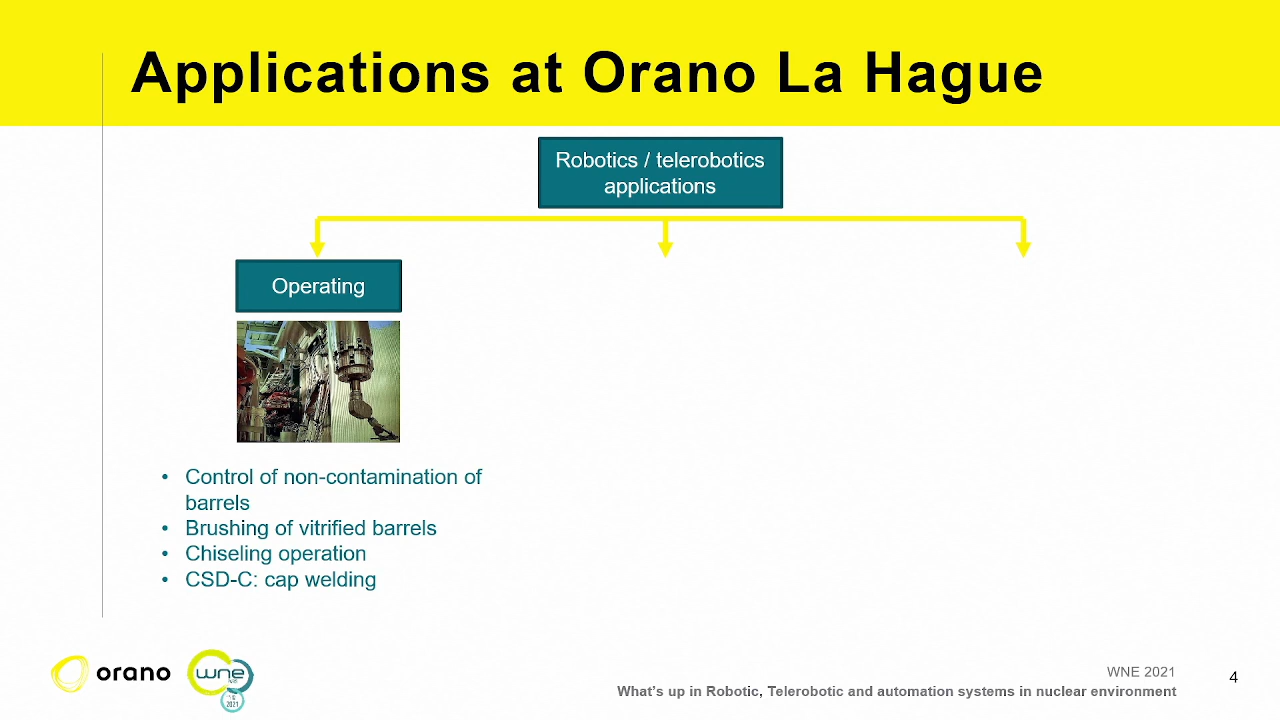 Applications at Orano La Hague
Robotics / telerobotics
applications
Operating
• Control of non-contamination of
barrels
• Brushing of vitrified barrels
• Chiseling operation
• CSD-C: cap welding
orano
wne
2021
WNE 2021
What's up in Robotic, Telerobotic and automation systems in nuclear environment
4